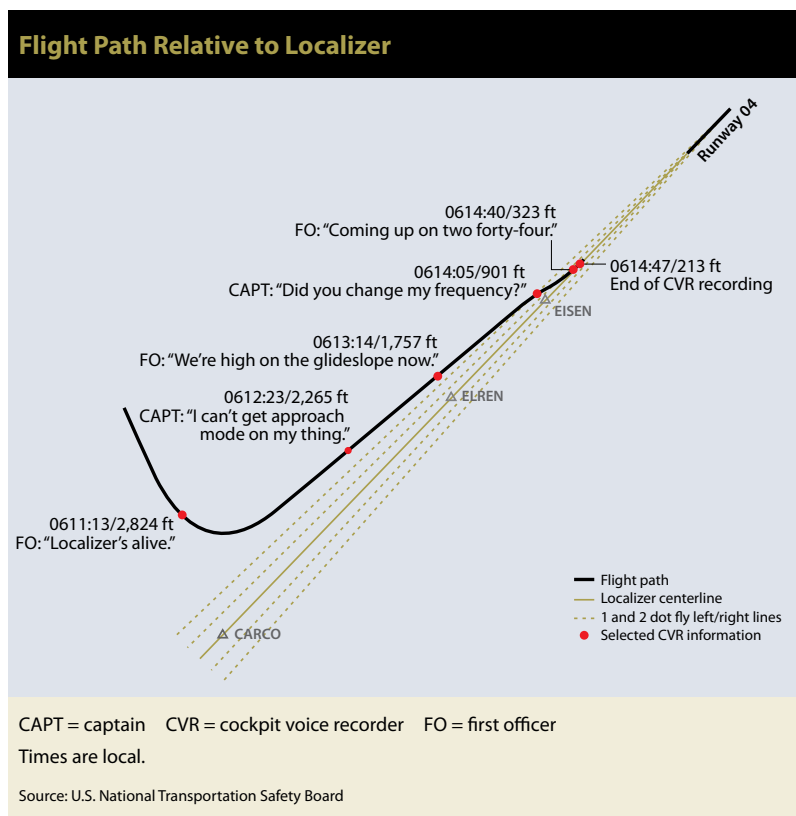 Flight Path Relative to Localizer
Runway 04
0614:40/323 ft
FO: “Coming up on two forty-four.”
0614:47/213 ft
End of CVR recording
0614:05/901 ft
CAPT: “Did you change my frequency?”
EISEN
0613:14/1,757 ft
FO: “We’re high on the glideslope now.”
ELREN
0612:23/2,265 ft
CAPT: “I can’t get approach
mode on my thing.”
0611:13/2,824 ft
FO: “Localizer’s alive.”
CARCO
Flight path
Localizer centerline
1 and 2 dot fly left/right lines
Selected CVR information
CAPT = captain CVR = cockpit voice recorder FO = first officer
Times are local.
Source: U.S. National Transportation Safety Board